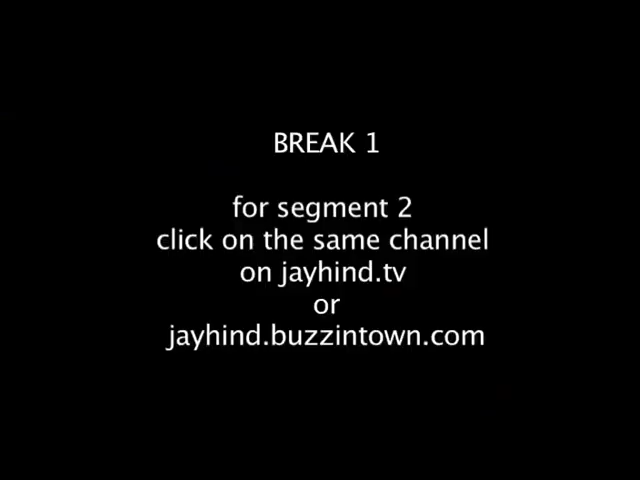 BREAK 1
for segment 2
click on the same channel
on jayhind.tv
or
jayhind.buzzintown.com